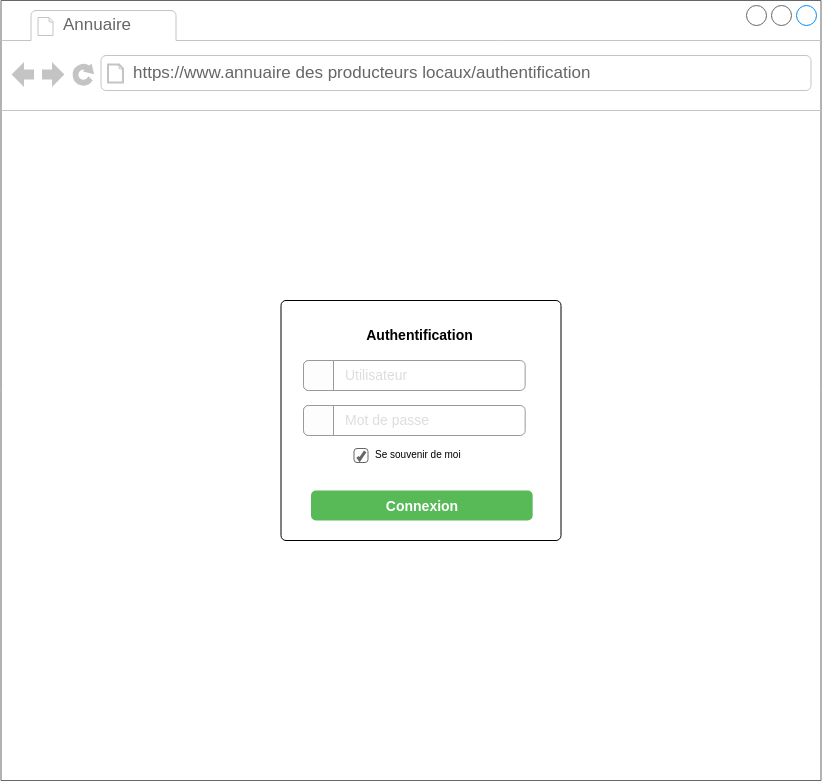 Annuaire
https://www.annuaire des producteurs locaux/authentification
Authentification
Utilisateur
Mot de passe
Se souvenir de moi
Connexion